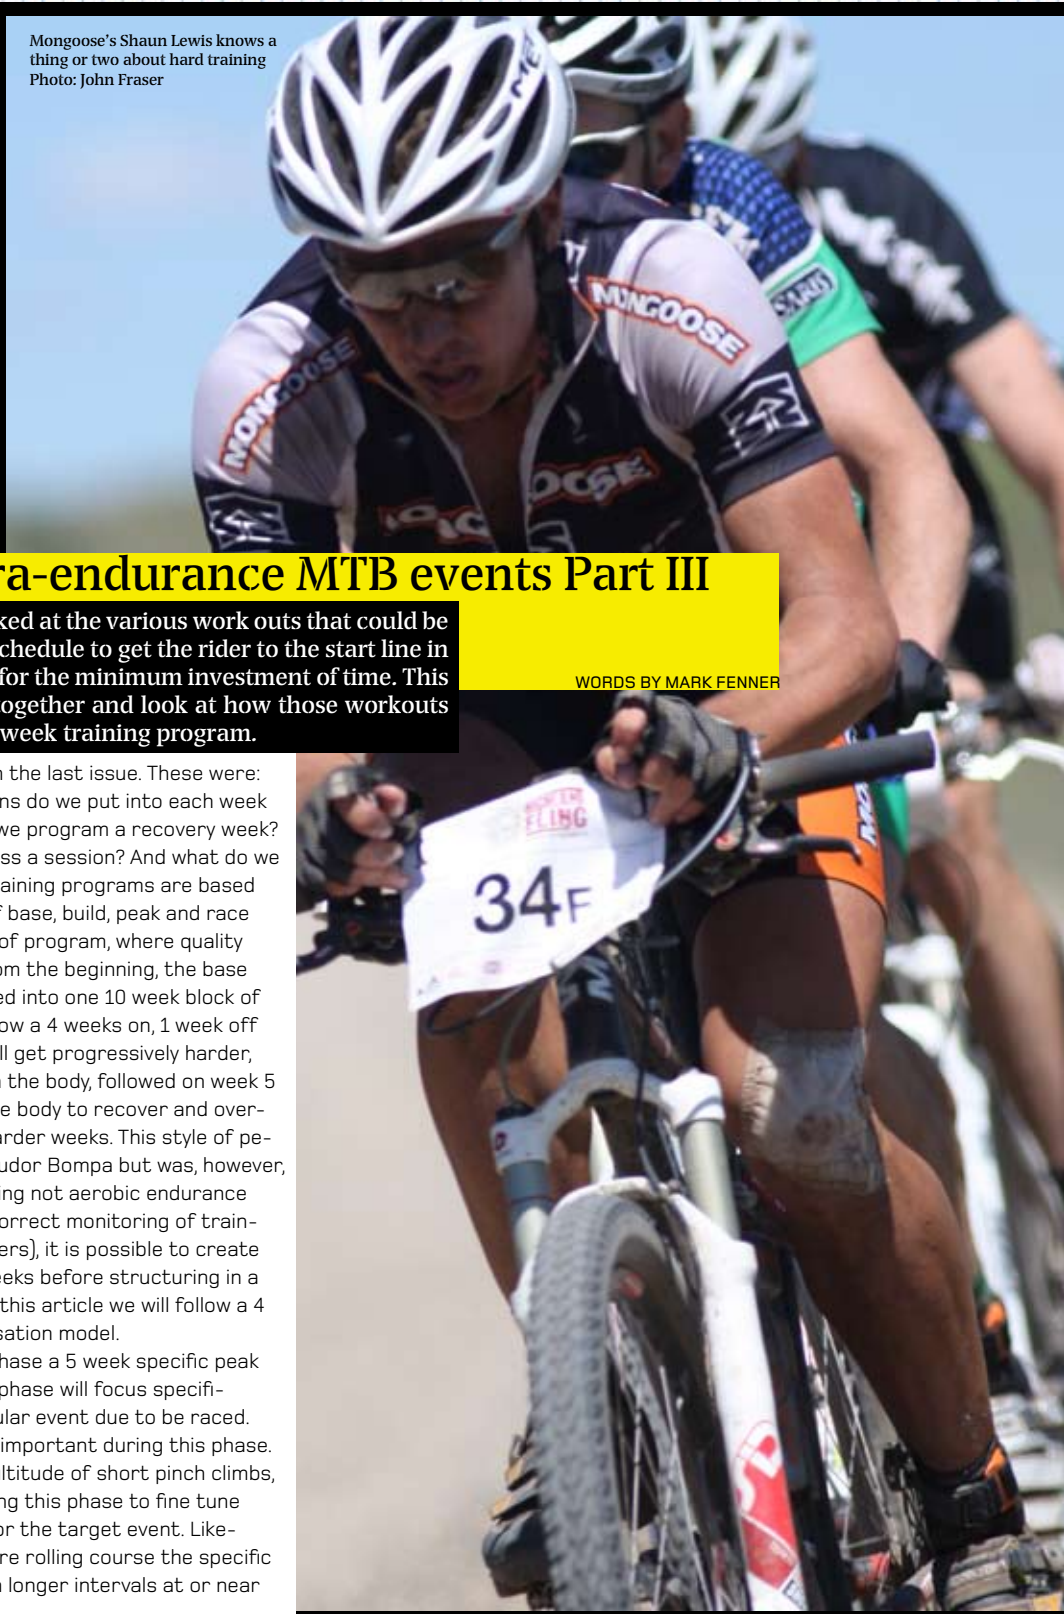 Mongoose's Shaun Lewis knows a
thing or two about hard training
Photo: John Fraser
MONGOOSE
MONGOOSE
SARIS
MONGOOSE
ra-endurance MTB events Part III
ked at the various work outs that could be
chedule to get the rider to the start line in
for the minimum investment of time. This
together and look at how those workouts
week training program.
WORDS BY MARK FENNER
n the last issue. These were:
ns do we put into each week
we program a recovery week?
ss a session? And what do we
aining programs are based
f base, build, peak and race
of program, where quality
om the beginning, the base
ed into one 10 week block of
ow a 4 weeks on, 1 week off
ll get progressively harder,
n the body, followed on week 5
e body to recover and over-
arder weeks. This style of pe-
udor Bompa but was, however,
ing not aerobic endurance
orrect monitoring of train-
ers), it is possible to create
eeks before structuring in a
this article we will follow a 4
sation model.
hase a 5 week specific peak
phase will focus specifi-
ular event due to be raced.
important during this phase.
ltitude of short pinch climbs,
ng this phase to fine tune
or the target event. Like-
re rolling course the specific
n longer intervals at or near
FLING
34F